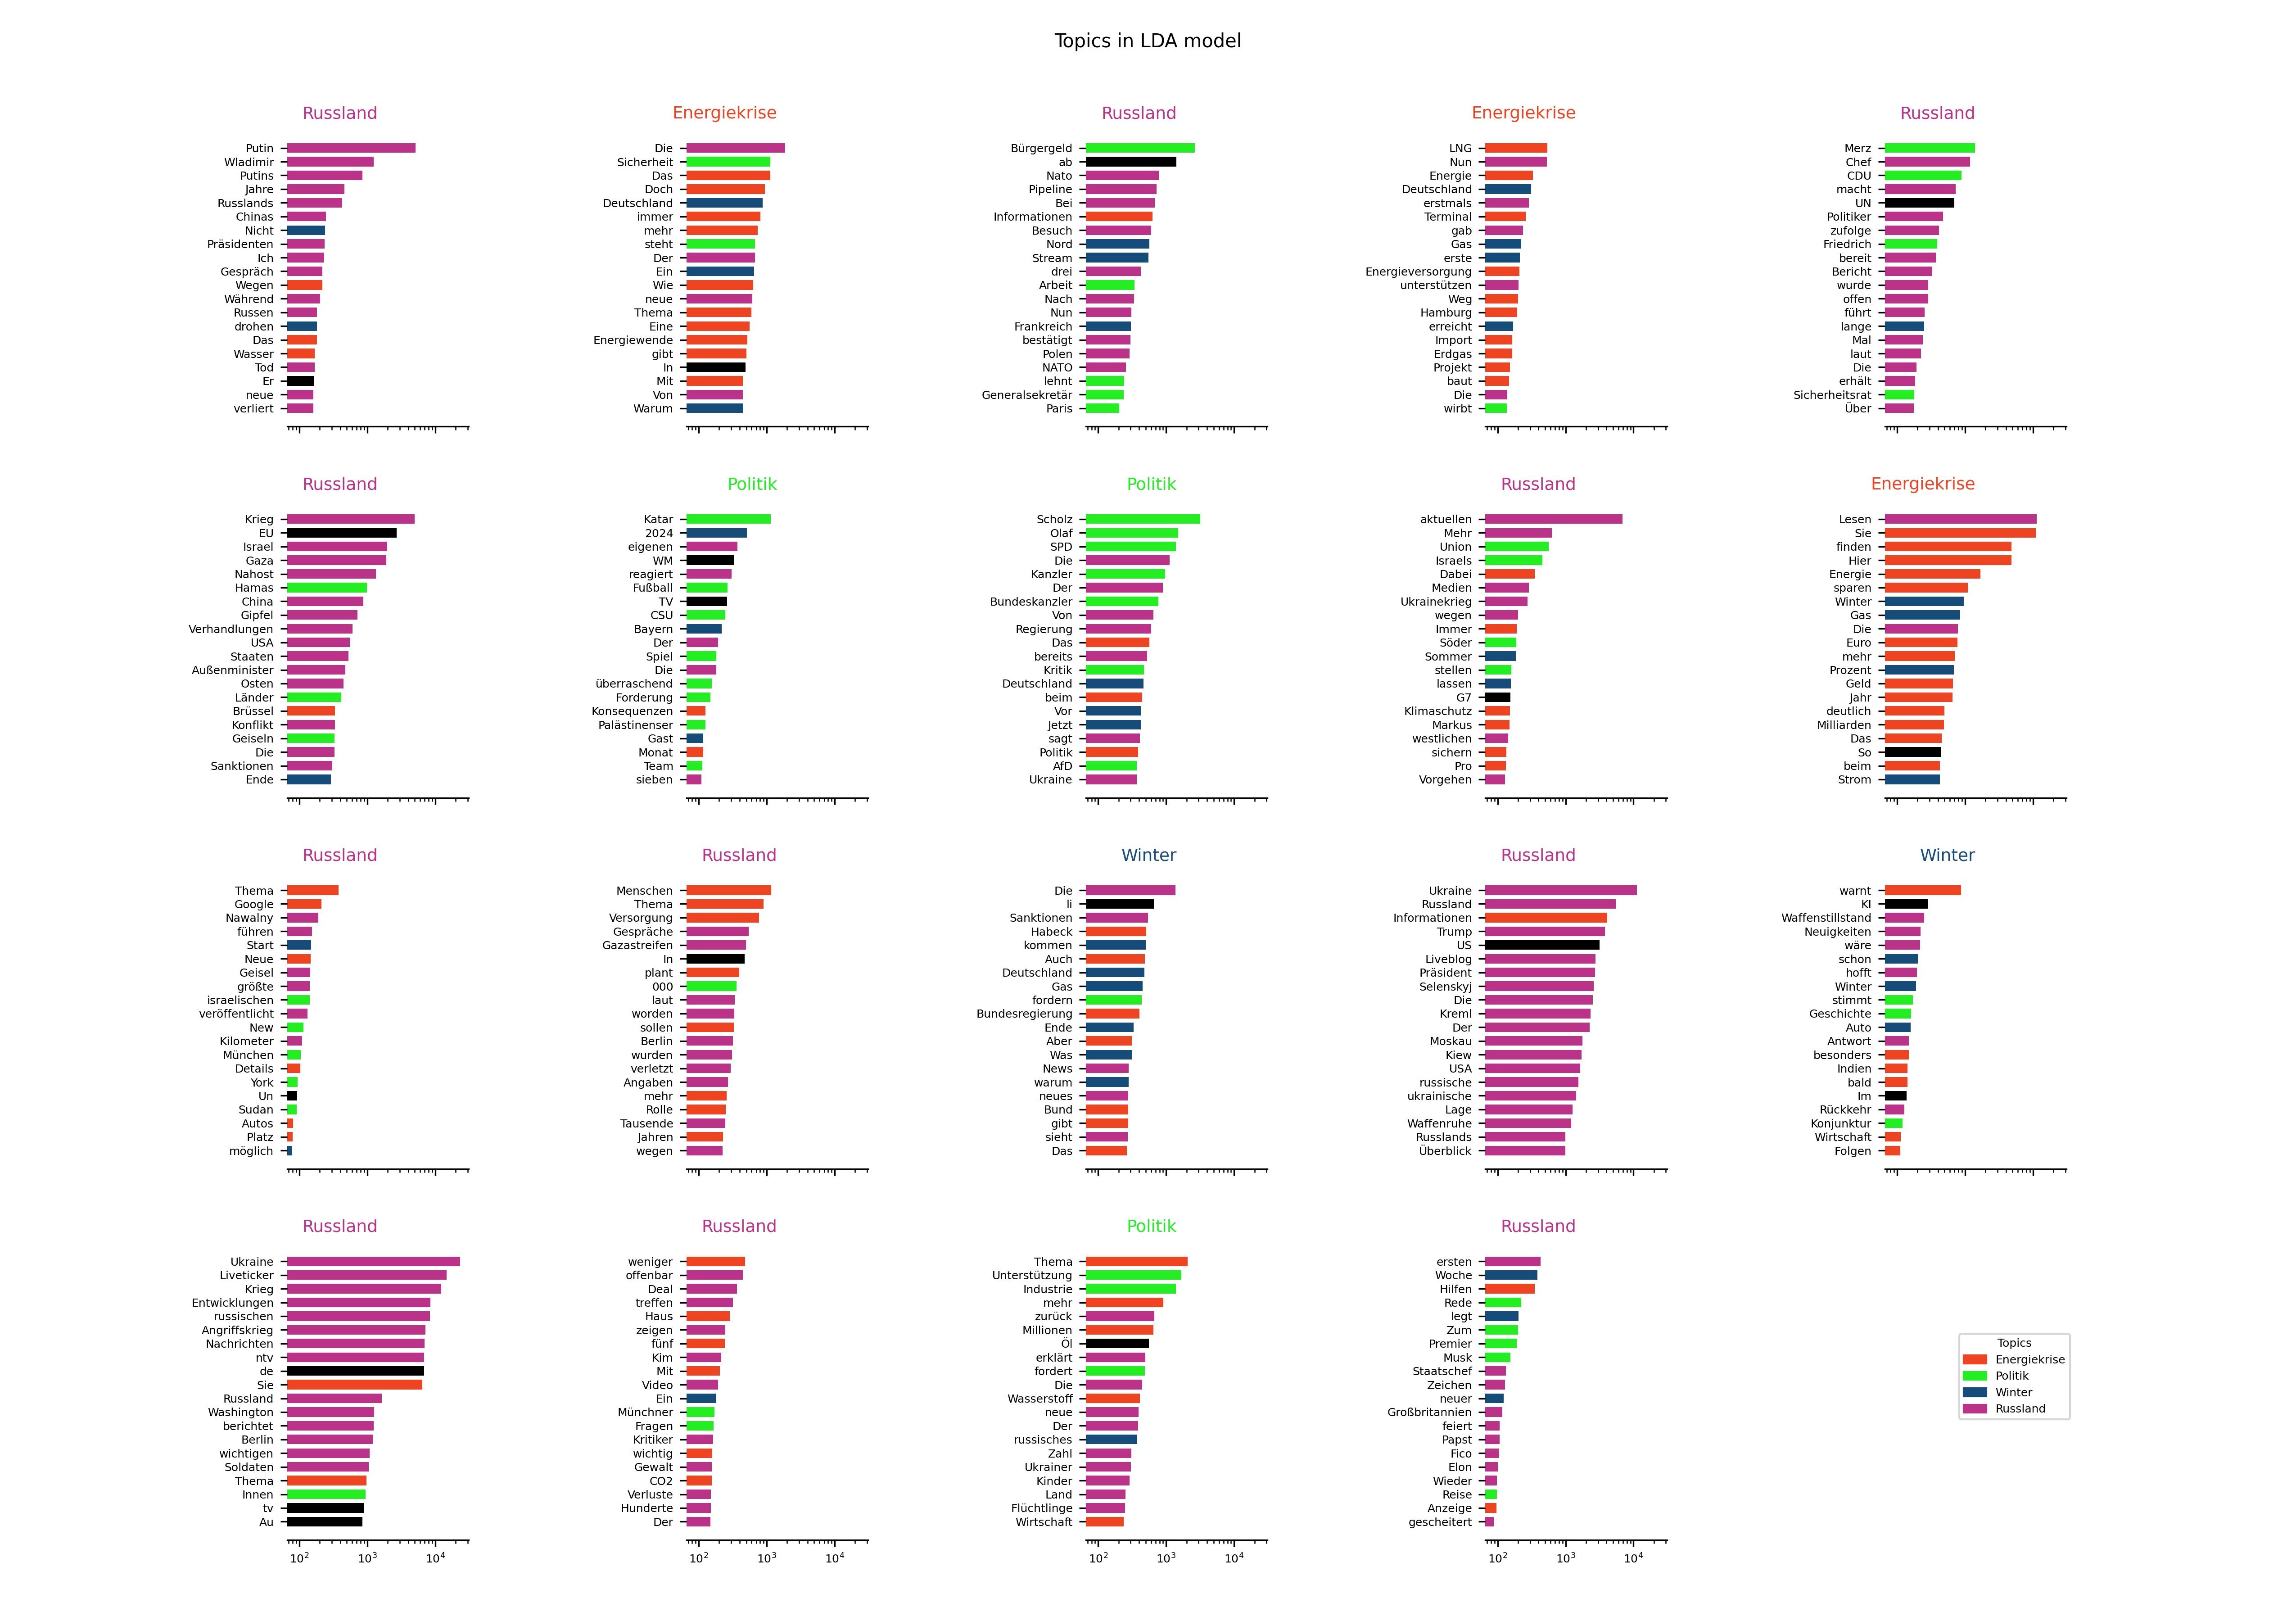 Topics in LDA model
Russland
Putin
Wladimir
Putins
Jahre
Russlands
Chinas
Nicht
Präsidenten
Ich
Gespräch
Wegen
Während
Russen
drohen
Das
Wasser
Tod
Er
neue
verliert
Energiekrise
Die
Sicherheit
Das
Doch
Deutschland
immer
mehr
steht
Der
Ein
Wie
neue
Thema
Eine
Energiewende
gibt
In
Mit
Von
Warum
Russland
Bürgergeld
ab
Nato
Pipeline
Bei
Informationen
Besuch
Nord
Stream
drei
Arbeit
Nach
Nun
Frankreich
bestätigt
Polen
NATO
lehnt
Generalsekretär
Paris
Energiekrise
LNG
Nun
Energie
Deutschland
erstmals
Terminal
gab
Gas
erste
Energieversorgung
unterstützen
Weg
Hamburg
erreicht
Import
Erdgas
Projekt
baut
Die
wirbt
Russland
Merz
Chef
CDU
macht
UN
Politiker
zufolge
Friedrich
bereit
Bericht
wurde
offen
führt
lange
Mal
laut
Die
erhält
Sicherheitsrat
Über
Russland
Krieg
EU
Israel
Gaza
Nahost
Hamas
China
Gipfel
Verhandlungen
USA
Staaten
Außenminister
Osten
Länder
Brüssel
Konflikt
Geiseln
Die
Sanktionen
Ende
Politik
Katar
2024
eigenen
WM
reagiert
Fußball
TV
CSU
Bayern
Der
Spiel
Die
überraschend
Forderung
Konsequenzen
Palästinenser
Gast
Monat
Team
sieben
Politik
Scholz
Olaf
SPD
Die
Kanzler
Der
Bundeskanzler
Von
Regierung
Das
bereits
Kritik
Deutschland
beim
Vor
Jetzt
sagt
Politik
AfD
Ukraine
Russland
aktuellen
Mehr
Union
Israels
Dabei
Medien
Ukrainekrieg
wegen
Immer
Söder
Sommer
stellen
lassen
G7
Klimaschutz
Markus
westlichen
sichern
Pro
Vorgehen
Energiekrise
Lesen
Sie
finden
Hier
Energie
sparen
Winter
Gas
Die
Euro
mehr
Prozent
Geld
Jahr
deutlich
Milliarden
Das
So
beim
Strom
Russland
Thema
Google
Nawalny
führen
Start
Neue
Geisel
größte
israelischen
veröffentlicht
New
Kilometer
München
Details
York
Un
Sudan
Autos
Platz
möglich
Russland
Menschen
Thema
Versorgung
Gespräche
Gazastreifen
In
plant
000
laut
worden
sollen
Berlin
wurden
verletzt
Angaben
mehr
Rolle
Tausende
Jahren
wegen
Winter
Die
li
Sanktionen
Habeck
kommen
Auch
Deutschland
Gas
fordern
Bundesregierung
Ende
Aber
Was
News
warum
neues
Bund
gibt
sieht
Das
Russland
Ukraine
Russland
Informationen
Trump
US
Liveblog
Präsident
Selenskyj
Die
Kreml
Der
Moskau
Kiew
USA
russische
ukrainische
Lage
Waffenruhe
Russlands
Überblick
Winter
warnt
KI
Waffenstillstand
Neuigkeiten
wäre
schon
hofft
Winter
stimmt
Geschichte
Auto
Antwort
besonders
Indien
bald
Im
Rückkehr
Konjunktur
Wirtschaft
Folgen
Russland
Ukraine
Liveticker
Krieg
Entwicklungen
russischen
Angriffskrieg
Nachrichten
ntv
de
Sie
Russland
Washington
berichtet
Berlin
wichtigen
Soldaten
Thema
Innen
tv
Au
10² 10³ 10⁴
Russland
weniger
offenbar
Deal
treffen
Haus
zeigen
fünf
Kim
Mit
Video
Ein
Münchner
Fragen
Kritiker
wichtig
Gewalt
CO2
Verluste
Hunderte
Der
10² 10³ 10⁴
Politik
Thema
Unterstützung
Industrie
mehr
zurück
Millionen
Öl
erklärt
fordert
Die
Wasserstoff
neue
Der
russisches
Zahl
Ukrainer
Kinder
Land
Flüchtlinge
Wirtschaft
10² 10³ 10⁴
Russland
ersten
Woche
Hilfen
Rede
legt
Zum
Premier
Musk
Staatschef
Zeichen
neuer
Großbritannien
feiert
Papst
Fico
Elon
Wieder
Reise
Anzeige
gescheitert
10² 10³ 10⁴
Topics
Energiekrise
Politik
Winter
Russland